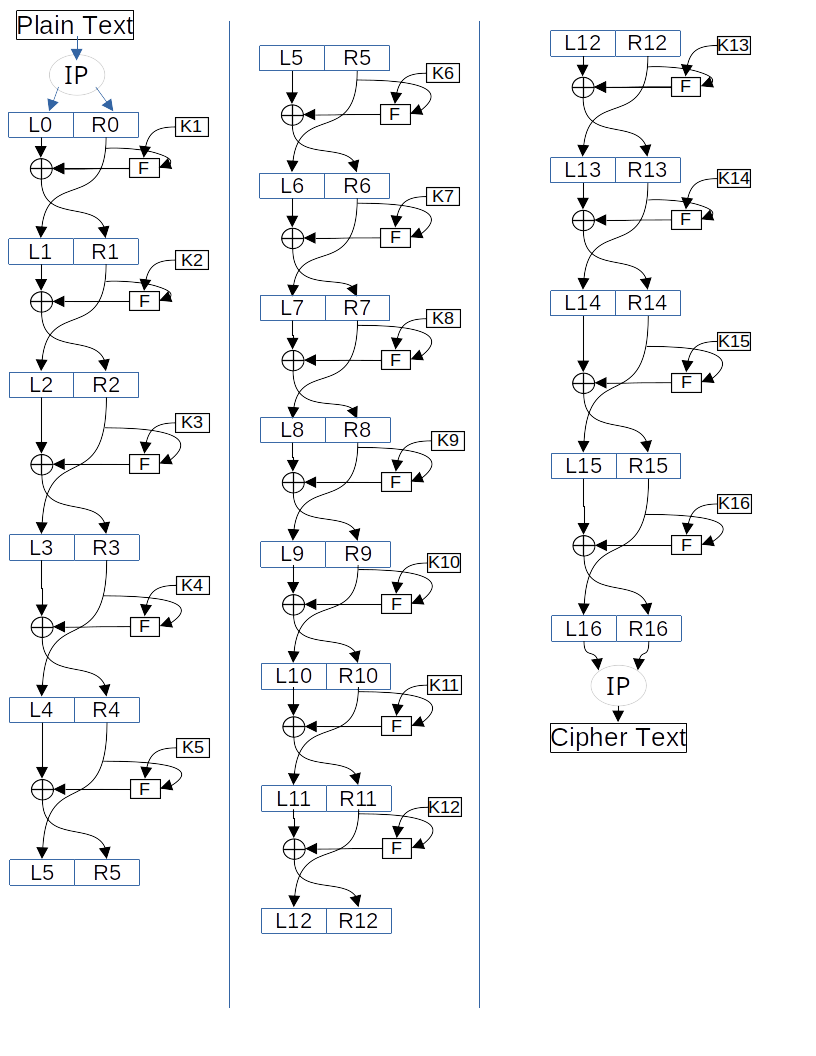 Plain Text
IP
L0 R0 K1
F
L1 R1 K2
F
L2 R2
K3
F
L3 R3
K4
F
L4 R4
K5
F
L5 R5
L5 R5 K6
F
L6 R6 K7
F
L7 R7 K8
F
L8 R8 K9
F
L9 R9 K10
F
L10 R10 K11
F
L11 R11 K12
F
L12 R12
L12 R12 K13
F
L13 R13 K14
F
L14 R14
K15
F
L15 R15
K16
F
L16 R16
IP
Cipher Text